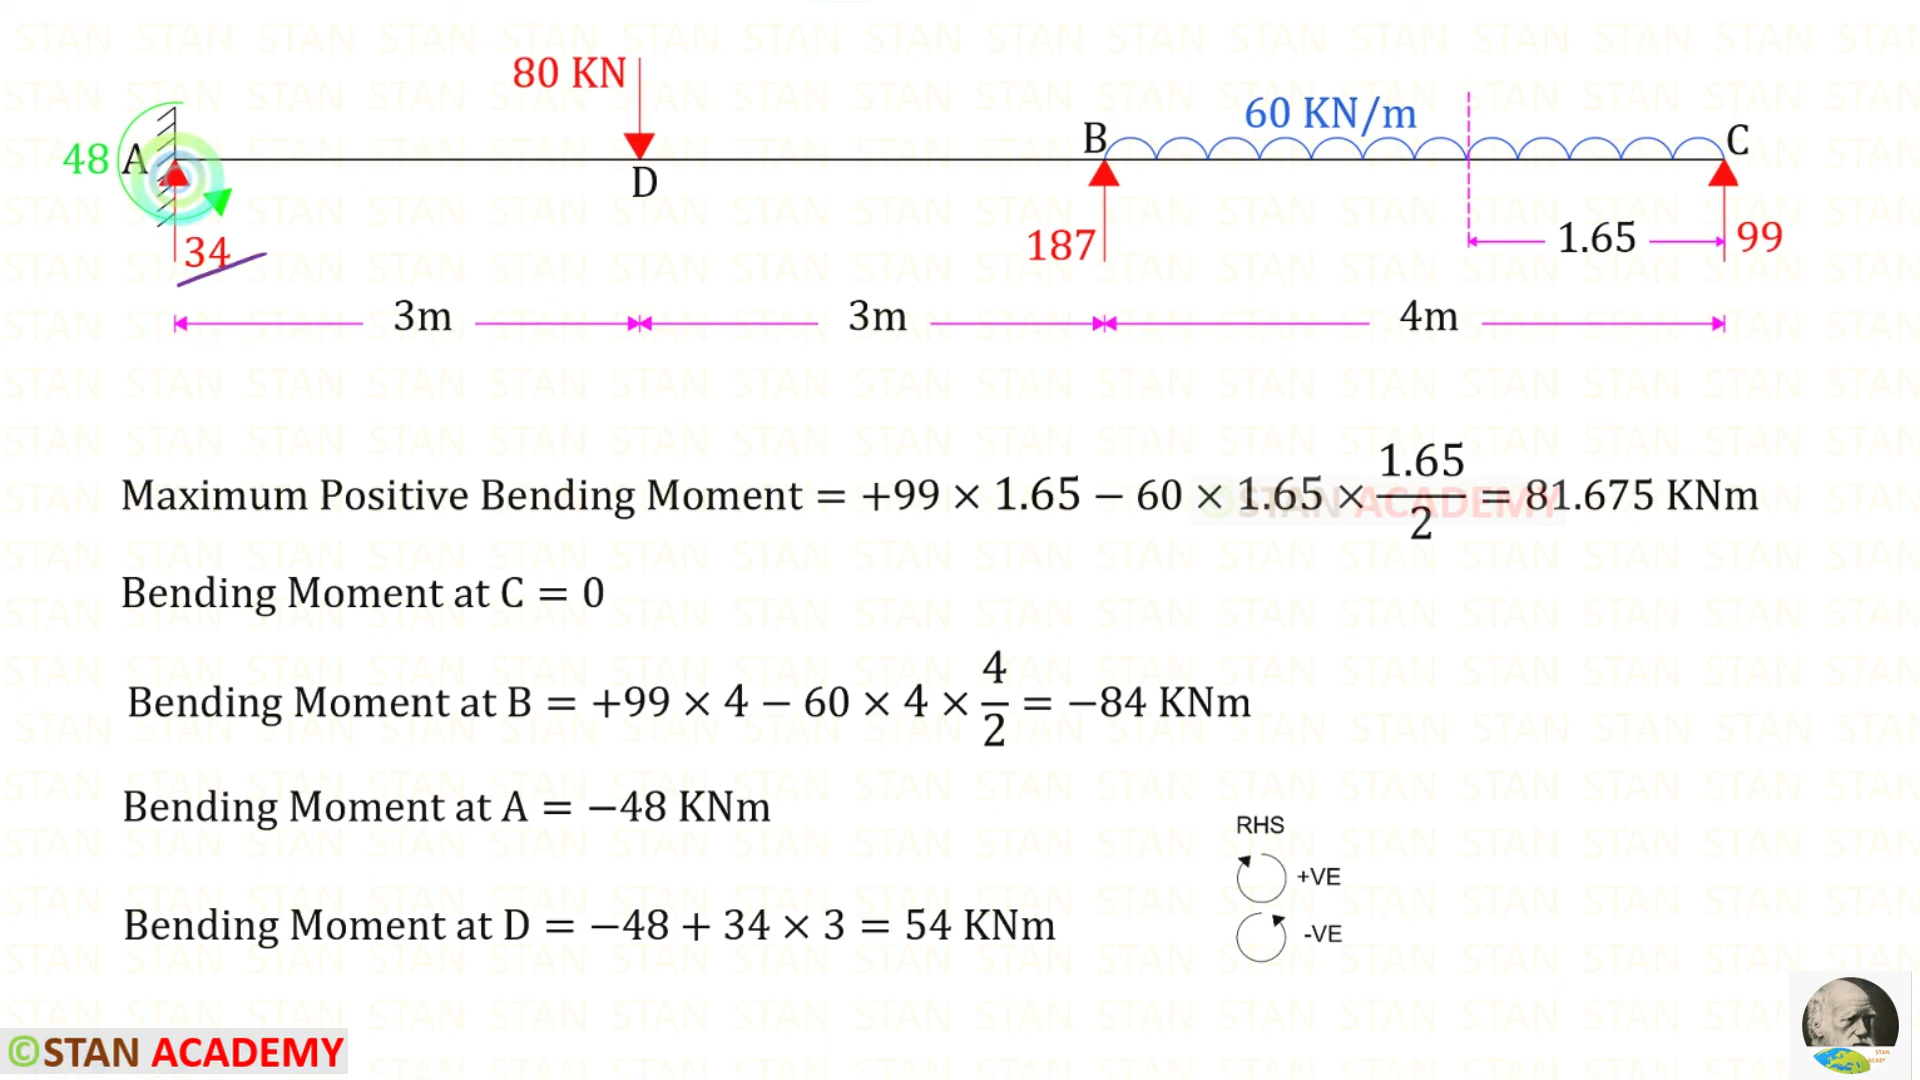 80 KN
60 KN/m
48 A
D
B
C
34
187
1.65
99
3m
3m
4m
Maximum Positive Bending Moment = +99 × 1.65 − 60 × 1.65 × 1.65/2 = 81.675 KNm
©STAN ACADEMY
Bending Moment at C = 0
Bending Moment at B = +99 × 4 − 60 × 4 × 4/2 = −84 KNm
Bending Moment at A = −48 KNm
RHS
+VE
-VE
Bending Moment at D = −48 + 34 × 3 = 54 KNm
©STAN ACADEMY